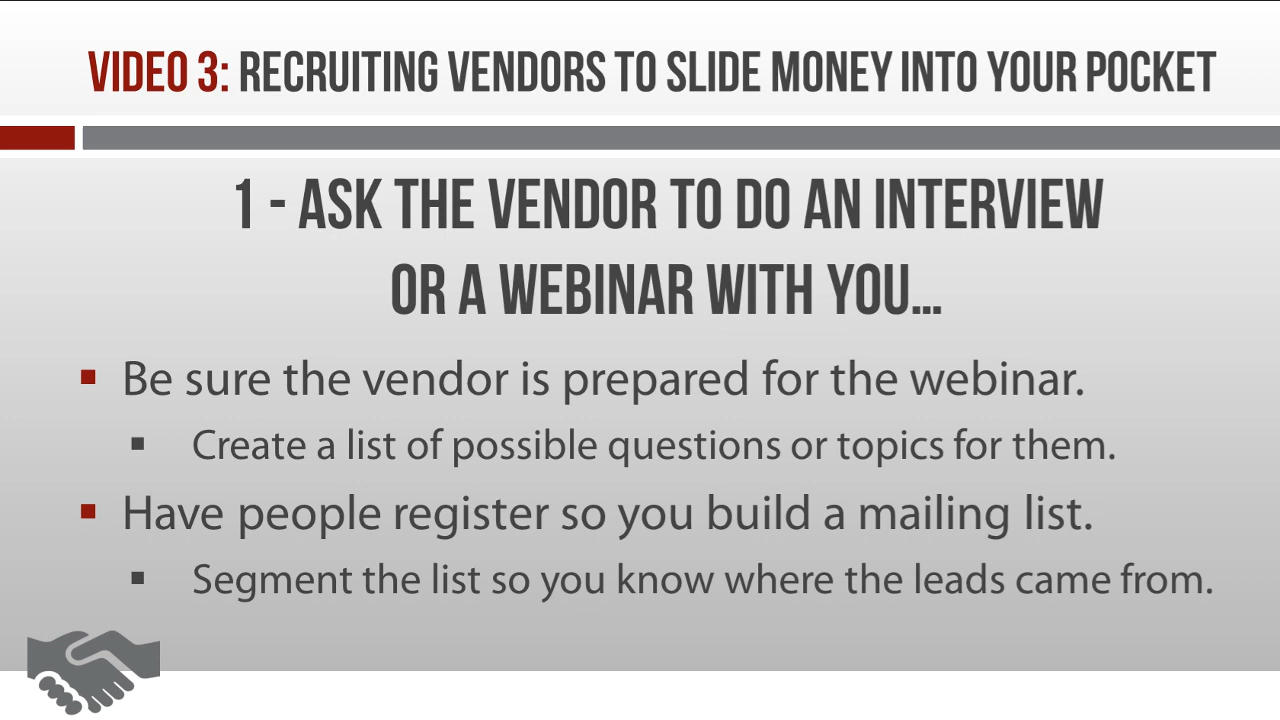 VIDEO 3: RECRUITING VENDORS TO SLIDE MONEY INTO YOUR POCKET
1 - ASK THE VENDOR TO DO AN INTERVIEW
OR A WEBINAR WITH YOU...
▪ Be sure the vendor is prepared for the webinar.
▪ Create a list of possible questions or topics for them.
▪ Have people register so you build a mailing list.
▪ Segment the list so you know where the leads came from.